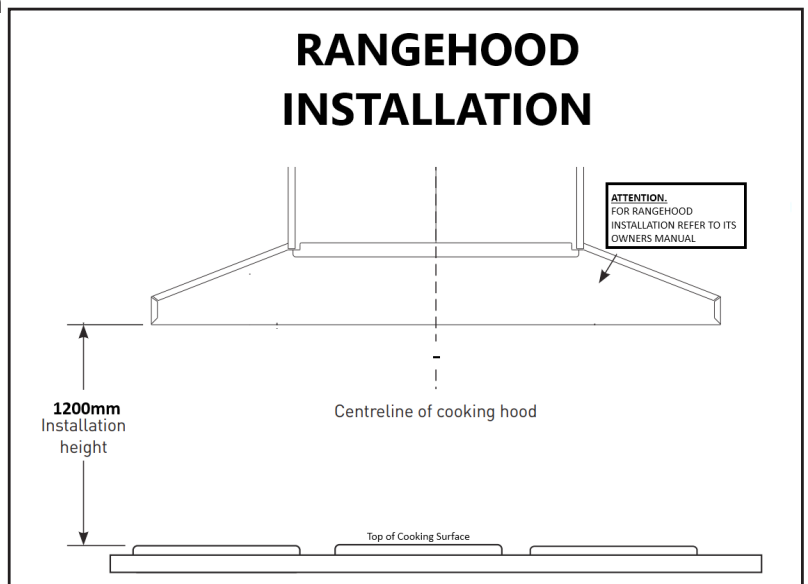 RANGEHOOD
INSTALLATION
ATTENTION.
FOR RANGEHOOD
INSTALLATION REFER TO ITS
OWNERS MANUAL
1200mm
Installation
height
Centreline of cooking hood
Top of Cooking Surface